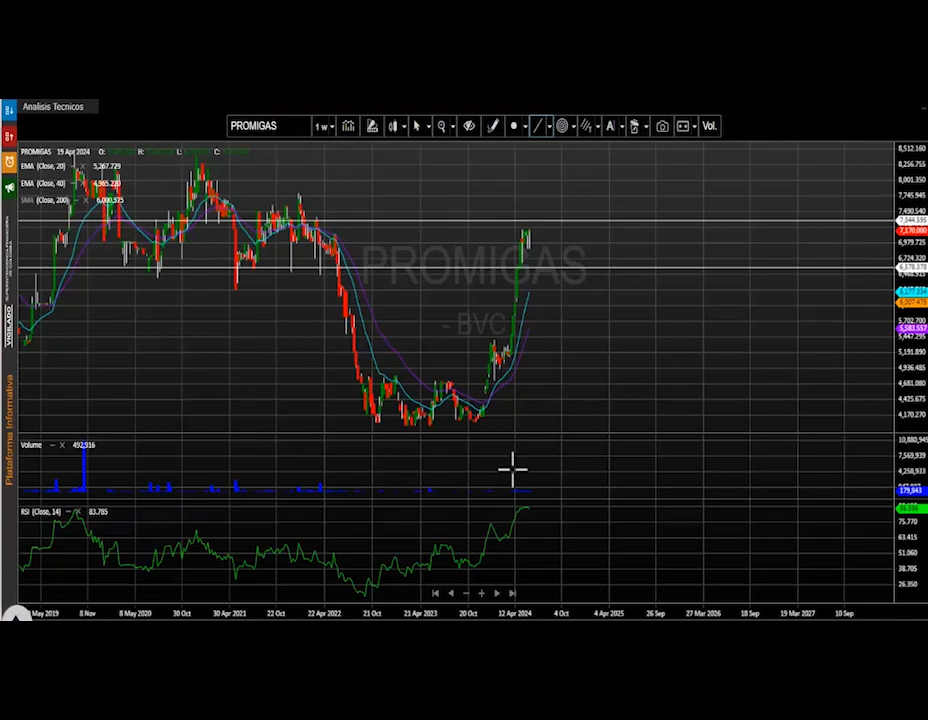 Analisis Tecnicos
PROMIGAS
1 w
A
Vol.
PROMIGAS 19 Apr 2024 O: H: L: C:
EMA (Close, 20) – X 5,267.729
EMA (Close, 40) – X 4,965.220
SMA (Close, 200) – X 6,000.575
PROMIGAS
- BVC
8,512.160
8,256.755
8,001.350
7,745.945
7,490.540
7,344.595
7,170.000
6,979.725
6,724.320
6,578.378
5,702.700
5,583.557
5,447.295
5,191.890
4,936.485
4,681.080
4,425.675
4,170.270
Volume – X 492,916
10,880,945
7,569,939
4,258,933
179,843
RSI (Close, 14) – X 83.785
75.770
63.415
51.060
38.705
26.350
May 2019 8 Nov 8 May 2020 30 Oct 30 Apr 2021 22 Oct 22 Apr 2022 21 Oct 21 Apr 2023 20 Oct 12 Apr 2024 4 Oct 4 Apr 2025 26 Sep 27 Mar 2026 18 Sep 19 Mar 2027 10 Sep
VIGILADO
Plataforma Informativa